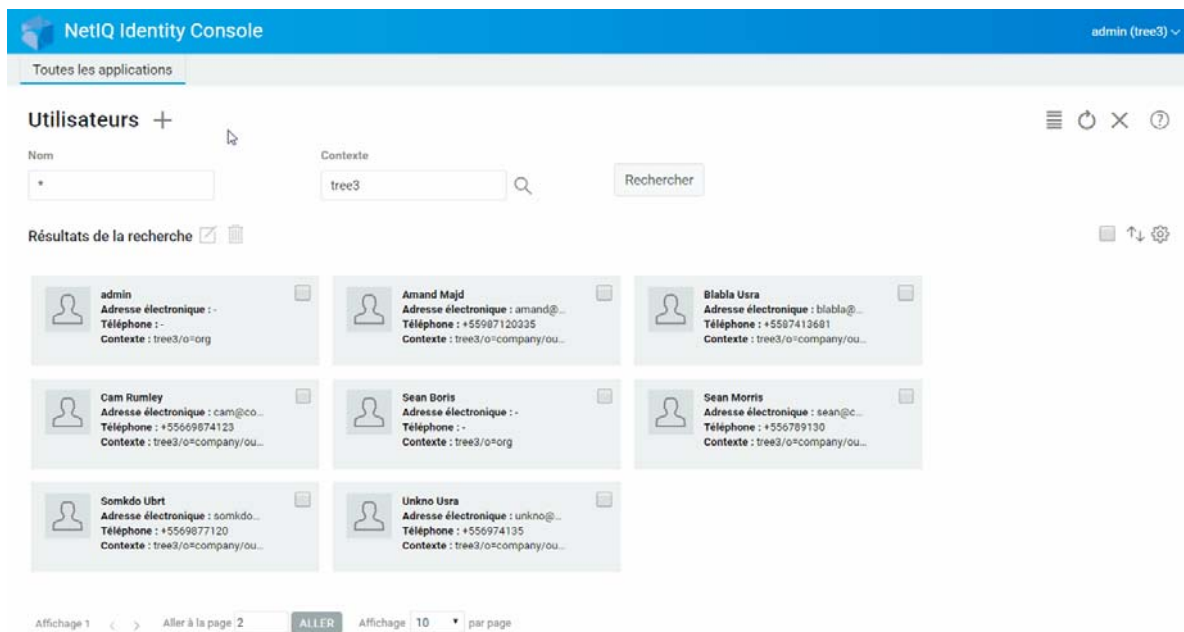 NetIQ Identity Console
admin (tree3)
Toutes les applications
Utilisateurs
Nom
Contexte
*
tree3
Rechercher
Résultats de la recherche
admin
Adresse électronique : -
Téléphone : -
Contexte : tree3/o=org
Amand Majd
Adresse électronique : amand@...
Téléphone : +55987120335
Contexte : tree3/o=company/ou...
Blabla Usra
Adresse électronique : blabla@...
Téléphone : +5587413681
Contexte : tree3/o=company/ou...
Cam Rumley
Adresse électronique : cam@co...
Téléphone : +55669874123
Contexte : tree3/o=company/ou...
Sean Boris
Adresse électronique : -
Téléphone : -
Contexte : tree3/o=org
Sean Morris
Adresse électronique : sean@c...
Téléphone : +556789130
Contexte : tree3/o=company/ou...
Somkdo Ubrt
Adresse électronique : somkdo...
Téléphone : +5569877120
Contexte : tree3/o=company/ou...
Unkno Usra
Adresse électronique : unkno@...
Téléphone : +556974135
Contexte : tree3/o=company/ou...
Affichage 1
Aller à la page 2
ALLER
Affichage 10 par page